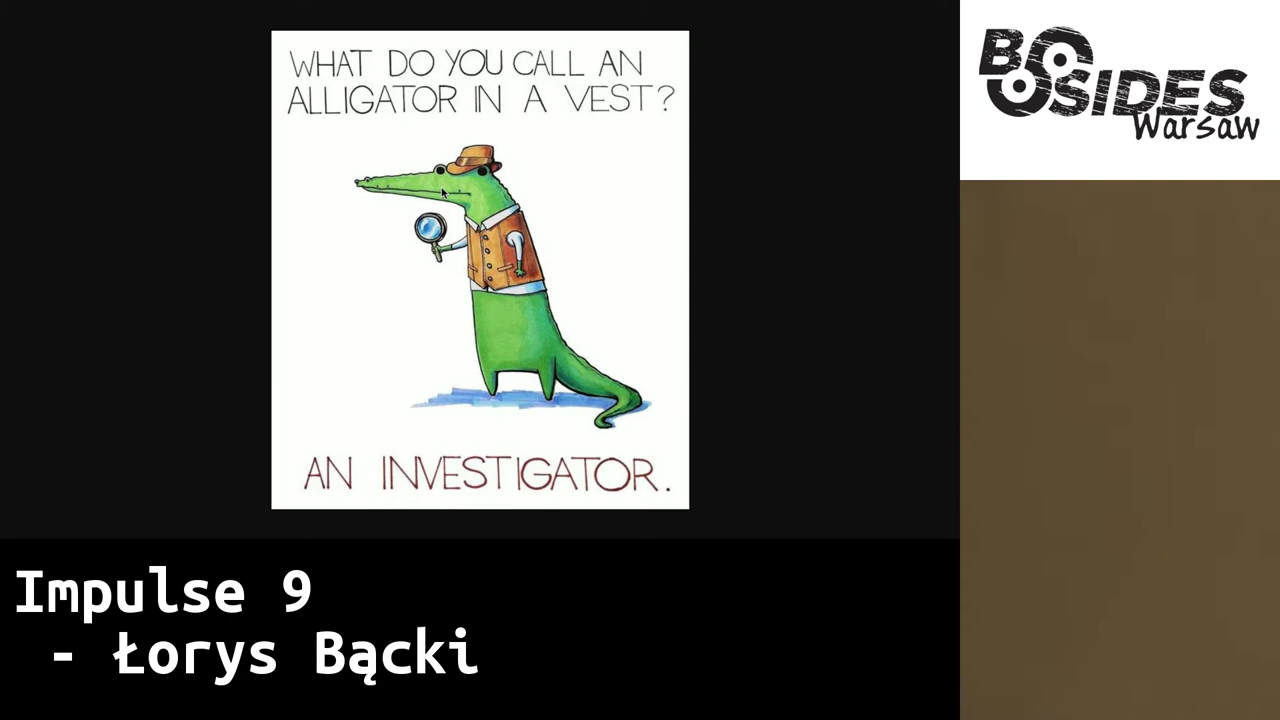 WHAT DO YOU CALL AN
ALLIGATOR IN A VEST?
AN INVESTIGATOR.
BSIDES
Warsaw
Impulse 9
- Łorys Bącki